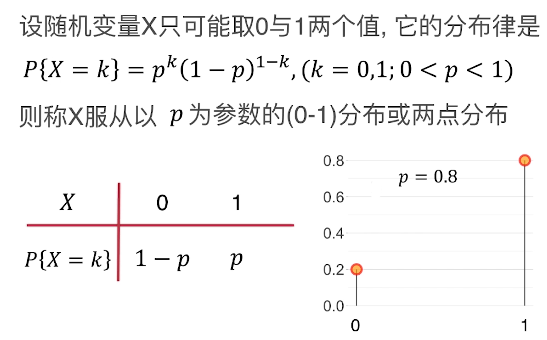 设随机变量X只可能取0与1两个值, 它的分布律是
P{X = k} = p^k(1 − p)^{1−k}, (k = 0,1; 0 < p < 1)
则称X服从以 p 为参数的(0-1)分布或两点分布
X 0 1
P{X = k} 1 − p p
p = 0.8
0.8
0.6
0.4
0.2
0.0
0 1